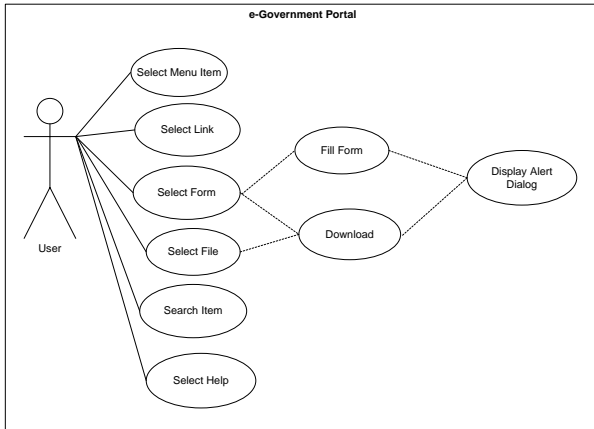 e-Government Portal
Select Menu Item
Select Link
Select Form
Select File
Search Item
Select Help
User
Fill Form
Download
Display Alert
Dialog